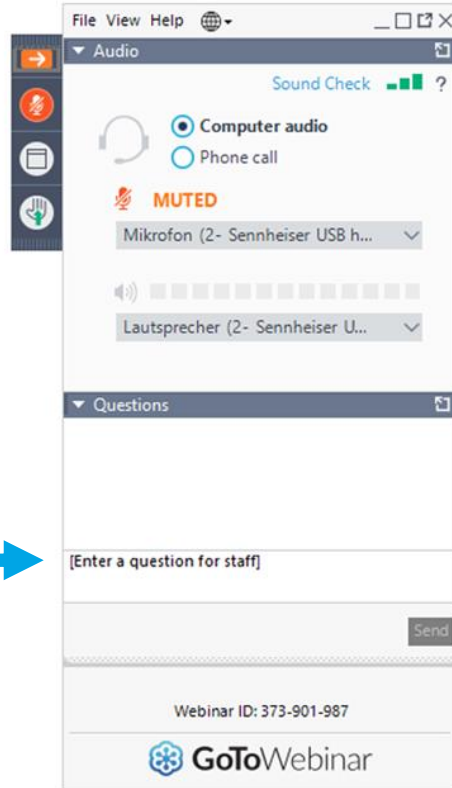 File View Help
Audio
Sound Check ?
Computer audio
Phone call
MUTED
Mikrofon (2- Sennheiser USB h...
Lautsprecher (2- Sennheiser U...
Questions
[Enter a question for staff]
Send
Webinar ID: 373-901-987
GoToWebinar